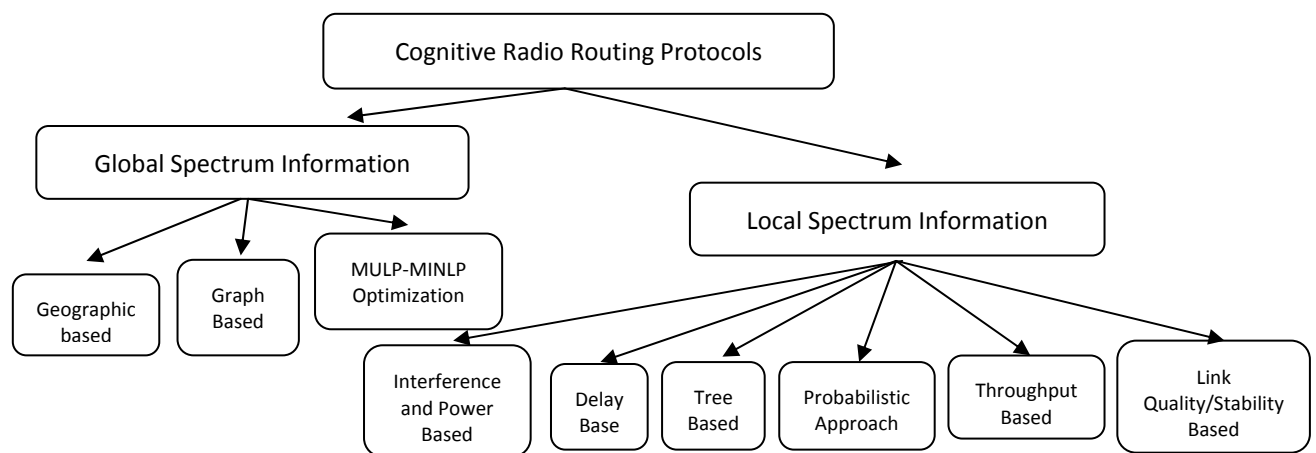 Cognitive Radio Routing Protocols
Global Spectrum Information
Local Spectrum Information
Geographic
based
Graph
Based
MULP-MINLP
Optimization
Interference
and Power
Based
Delay
Base
Tree
Based
Probabilistic
Approach
Throughput
Based
Link
Quality/Stability
Based